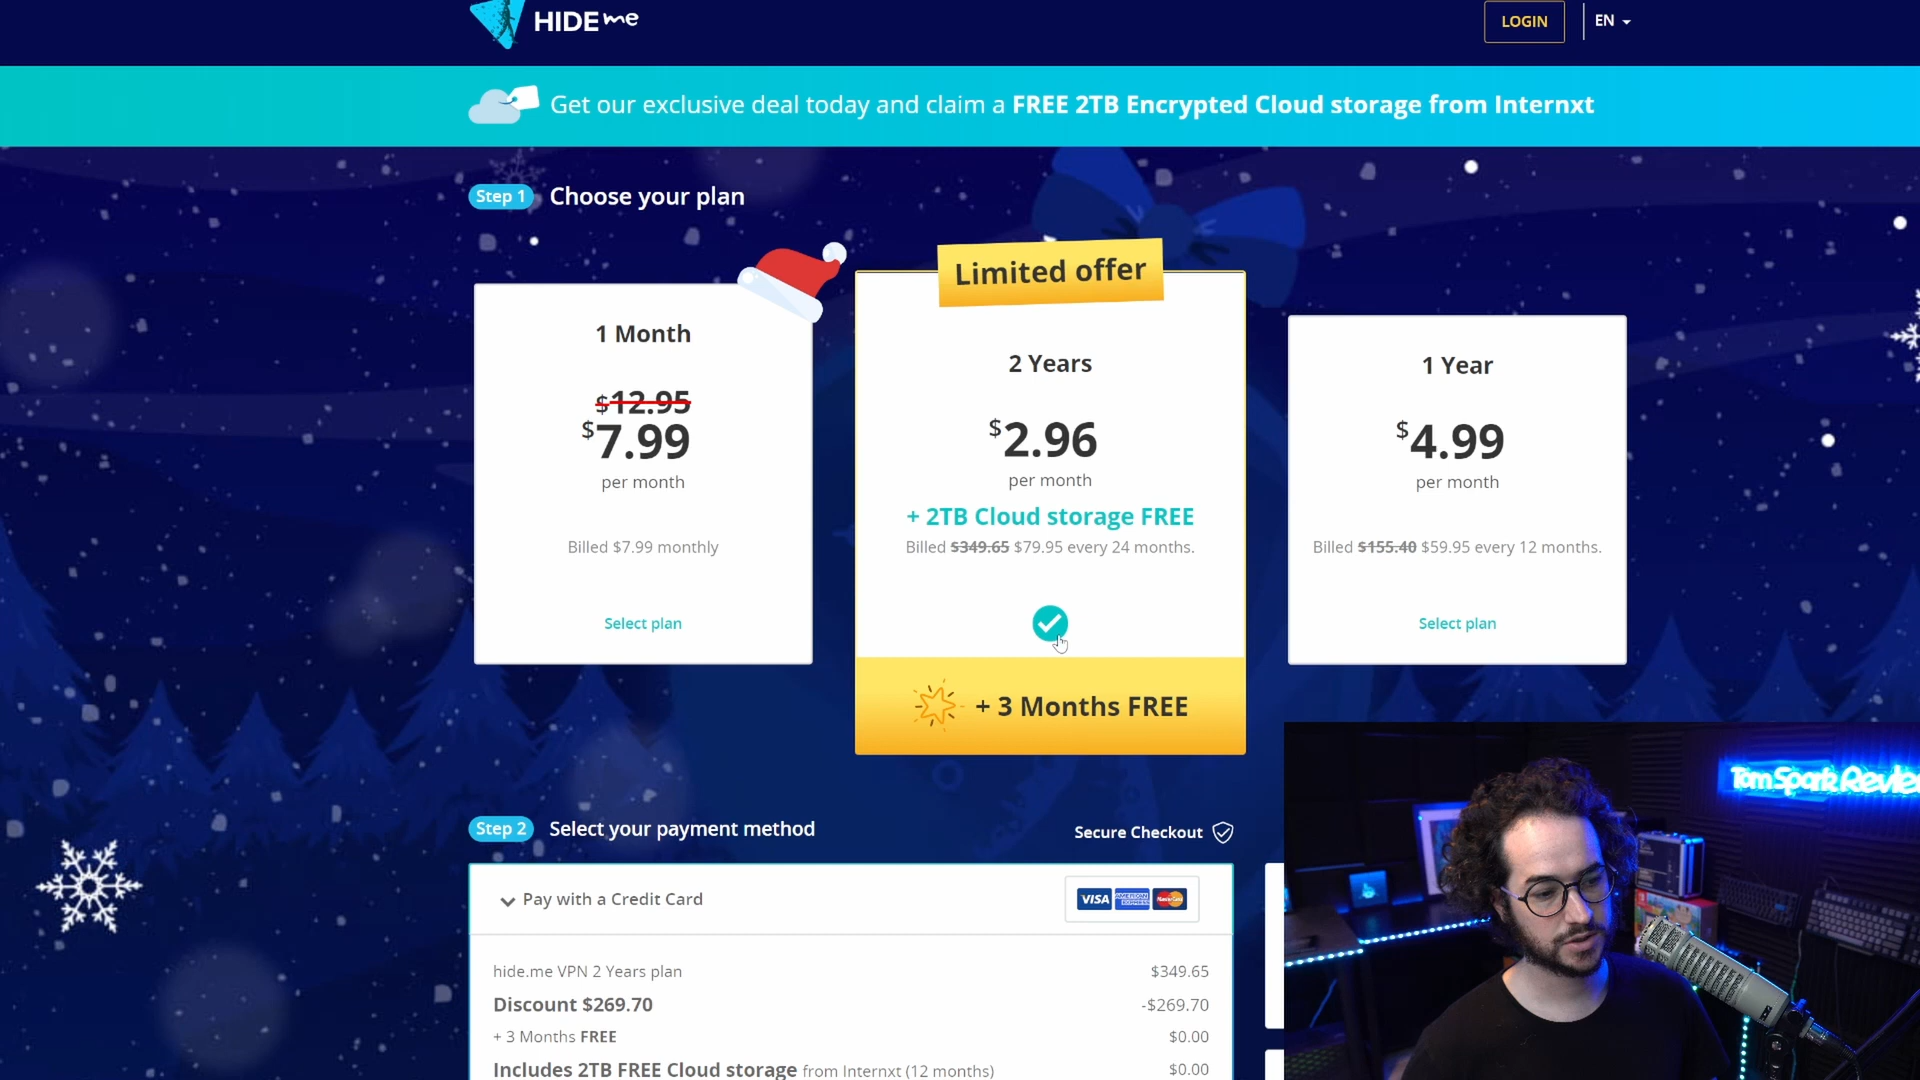 HIDE me
LOGIN
EN
Get our exclusive deal today and claim a FREE 2TB Encrypted Cloud storage from Internxt
Step 1 Choose your plan
1 Month
$12.95
$7.99
per month
Billed $7.99 monthly
Select plan
Limited offer
2 Years
$2.96
per month
+ 2TB Cloud storage FREE
Billed $349.65 $79.95 every 24 months.
+ 3 Months FREE
1 Year
$4.99
per month
Billed $155.40 $59.95 every 12 months.
Select plan
Step 2 Select your payment method
Secure Checkout
Pay with a Credit Card
VISA AMERICAN EXPRESS MasterCard
hide.me VPN 2 Years plan $349.65
Discount $269.70 -$269.70
+ 3 Months FREE $0.00
Includes 2TB FREE Cloud storage from Internxt (12 months) $0.00
Tom Spark Review